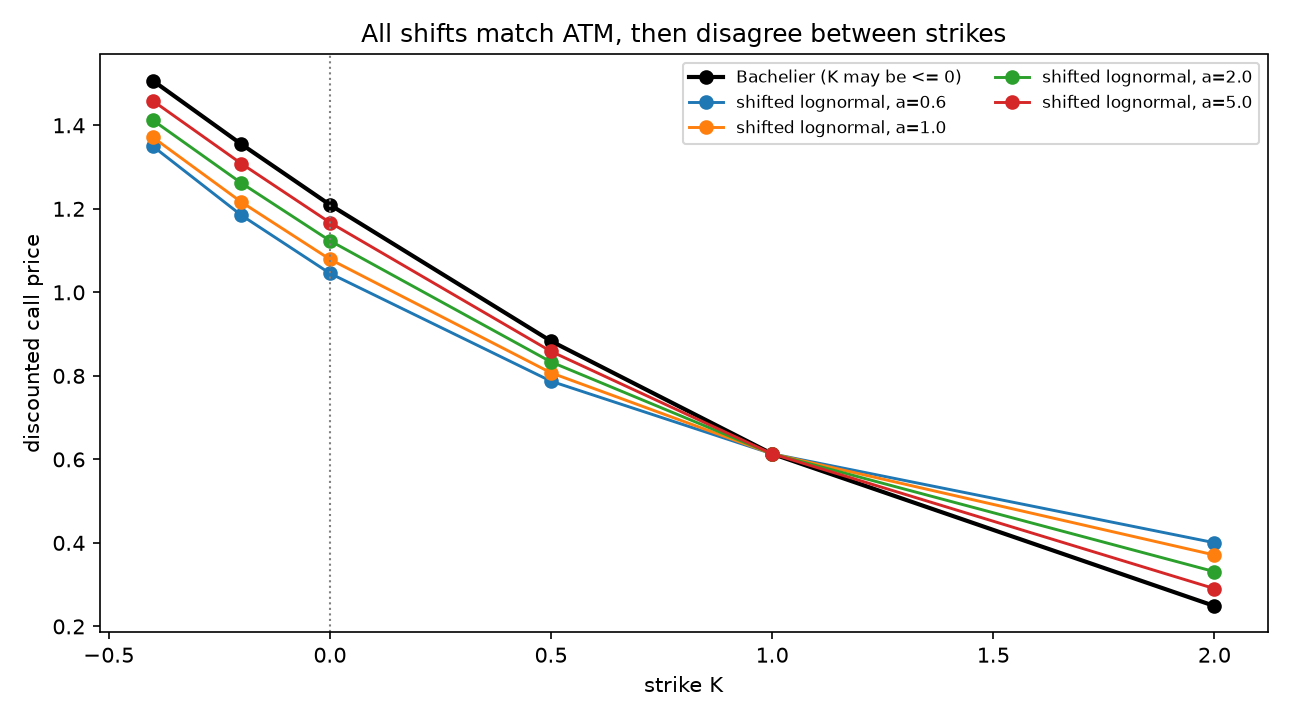 All shifts match ATM, then disagree between strikes
Bachelier (K may be <= 0)
shifted lognormal, a=0.6
shifted lognormal, a=1.0
shifted lognormal, a=2.0
shifted lognormal, a=5.0
discounted call price
1.4
1.2
1.0
0.8
0.6
0.4
0.2
−0.5
0.0
0.5
1.0
1.5
2.0
strike K